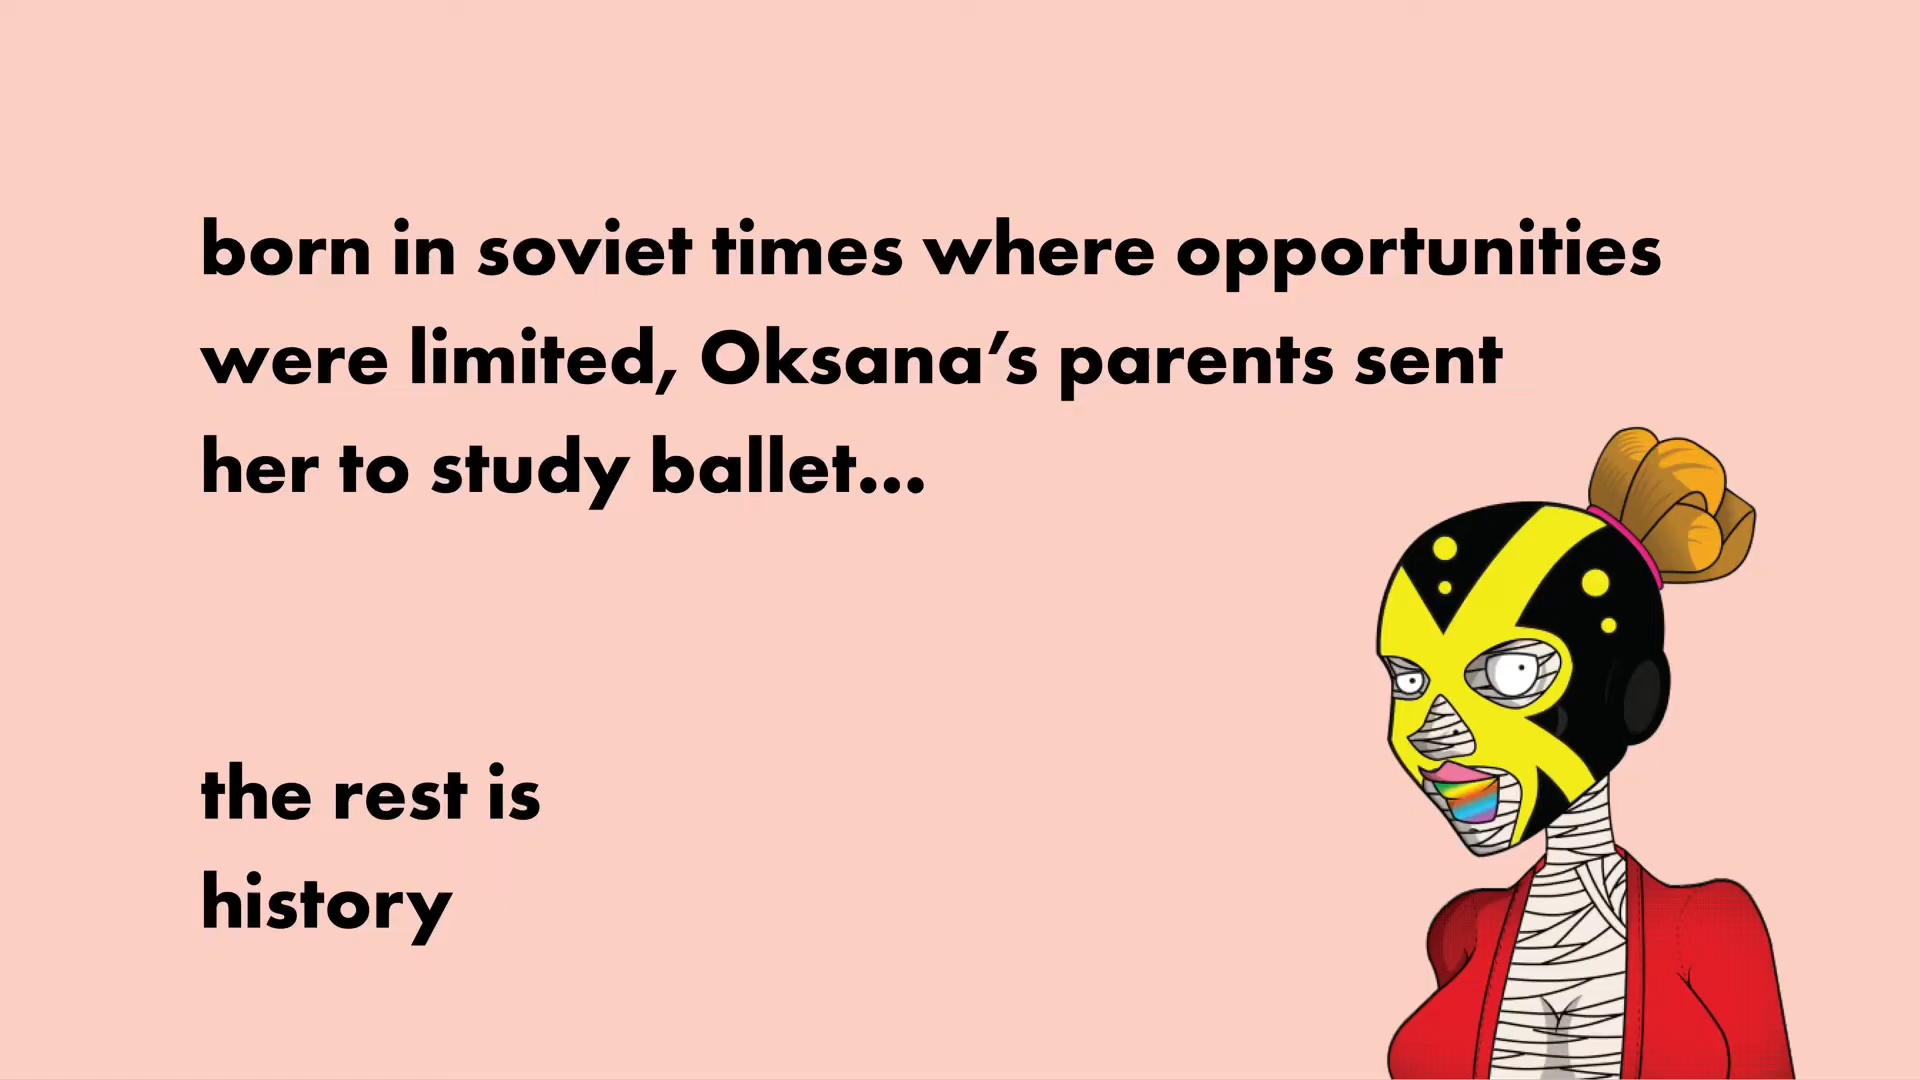 born in soviet times where opportunities
were limited, Oksana’s parents sent
her to study ballet...
the rest is
history